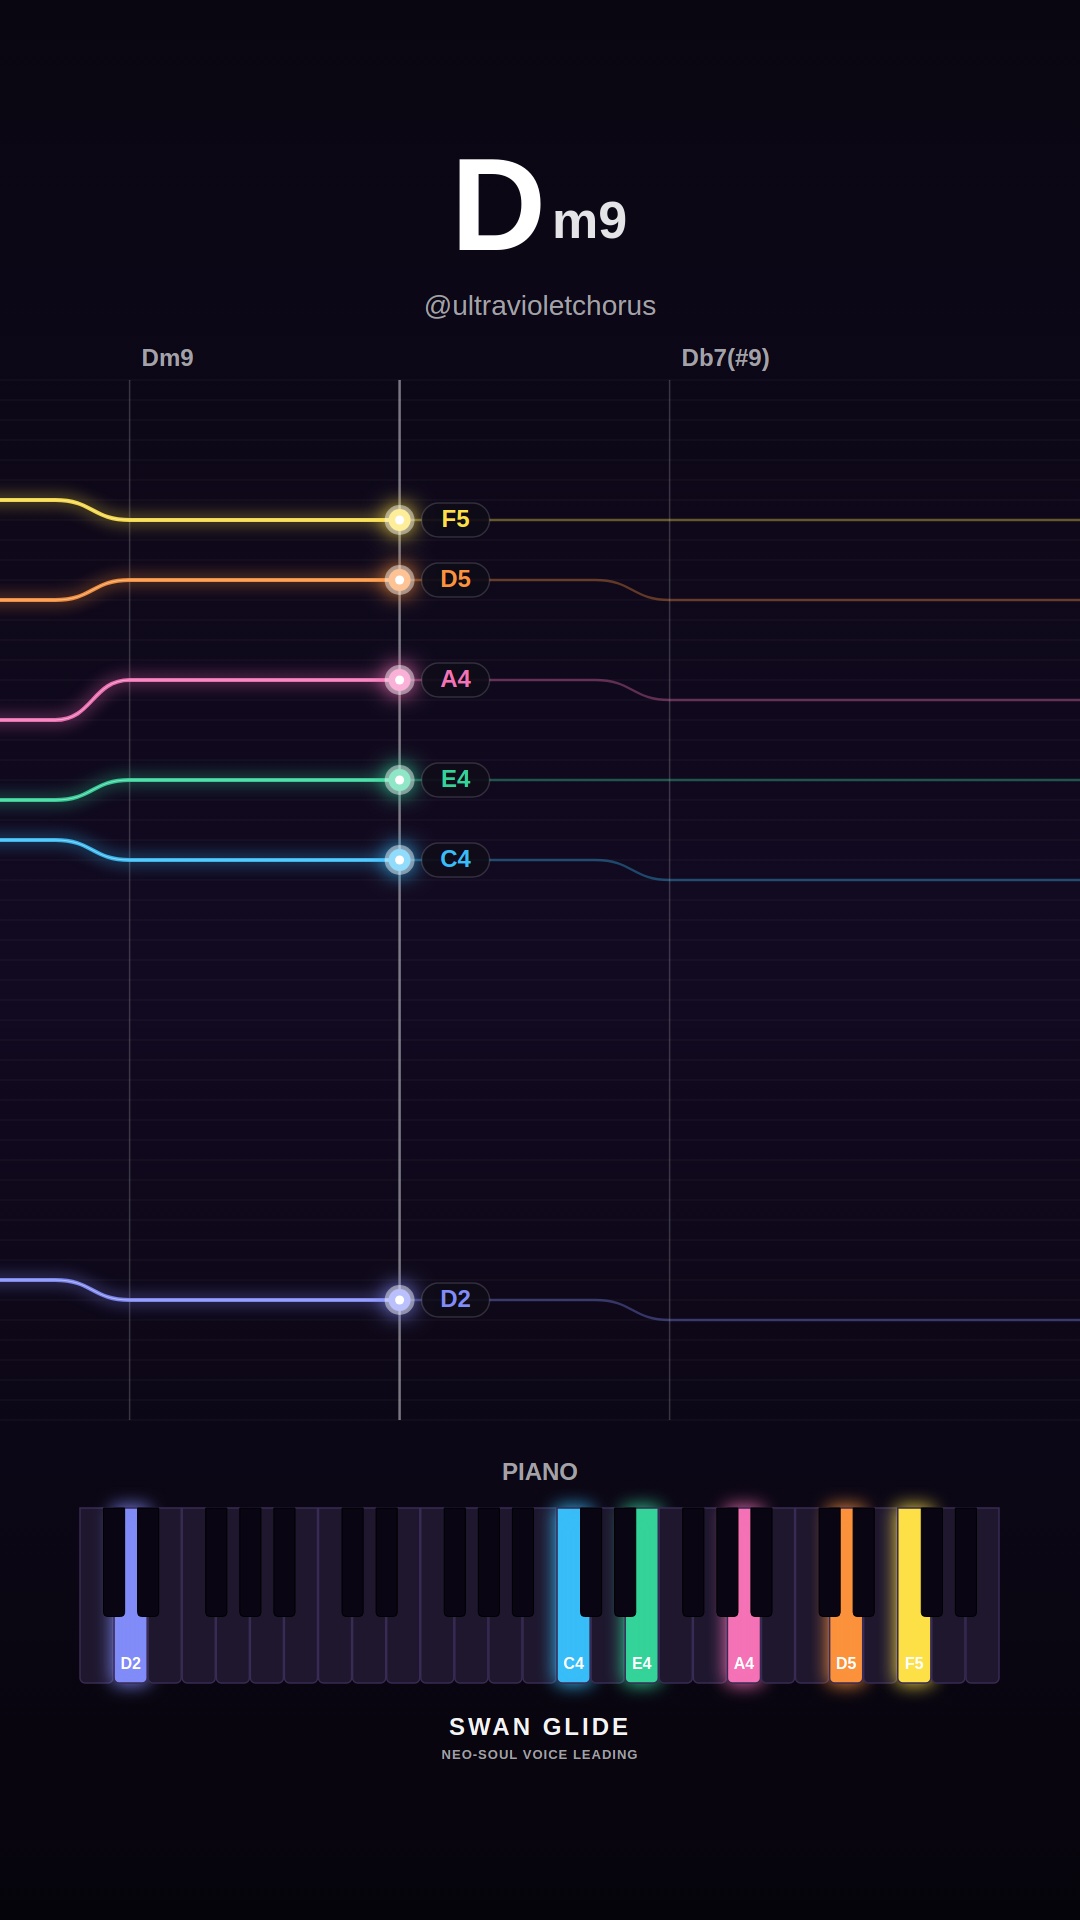 Dm9
@ultravioletchorus
Dm9 Db7(#9)
F5
D5
A4
E4
C4
D2
PIANO
D2 C4 E4 A4 D5 F5
SWAN GLIDE
NEO-SOUL VOICE LEADING